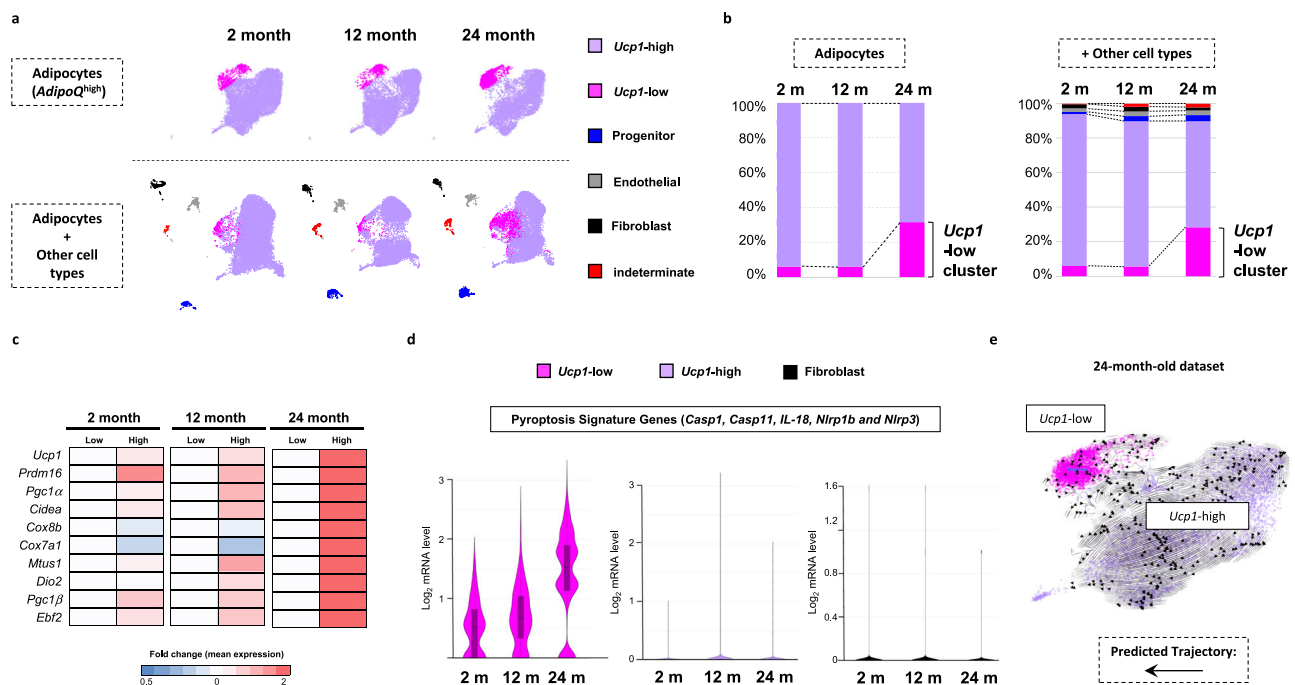 a
2 month 12 month 24 month
Adipocytes
(AdipoQhigh)
Adipocytes
+
Other cell
types
Ucp1-high
Ucp1-low
Progenitor
Endothelial
Fibroblast
indeterminate
b
Adipocytes
2 m 12 m 24 m
100%
80%
60%
40%
20%
0%
Ucp1
-low
cluster
+ Other cell types
2 m 12 m 24 m
100%
80%
60%
40%
20%
0%
Ucp1
-low
cluster
c
2 month 12 month 24 month
Low High Low High Low High
Ucp1
Prdm16
Pgc1α
Cidea
Cox8b
Cox7a1
Mtus1
Dio2
Pgc1β
Ebf2
Fold change (mean expression)
0.5 0 2
d
Ucp1-low Ucp1-high Fibroblast
Pyroptosis Signature Genes (Casp1, Casp11, IL-18, Nlrp1b and Nlrp3)
Log2 mRNA level
3
2
1
0
2 m 12 m 24 m
Log2 mRNA level
3
2
1
0
2 m 12 m 24 m
Log2 mRNA level
1.6
1.2
0.8
0.4
0
2 m 12 m 24 m
e
24-month-old dataset
Ucp1-low
Ucp1-high
Predicted Trajectory: